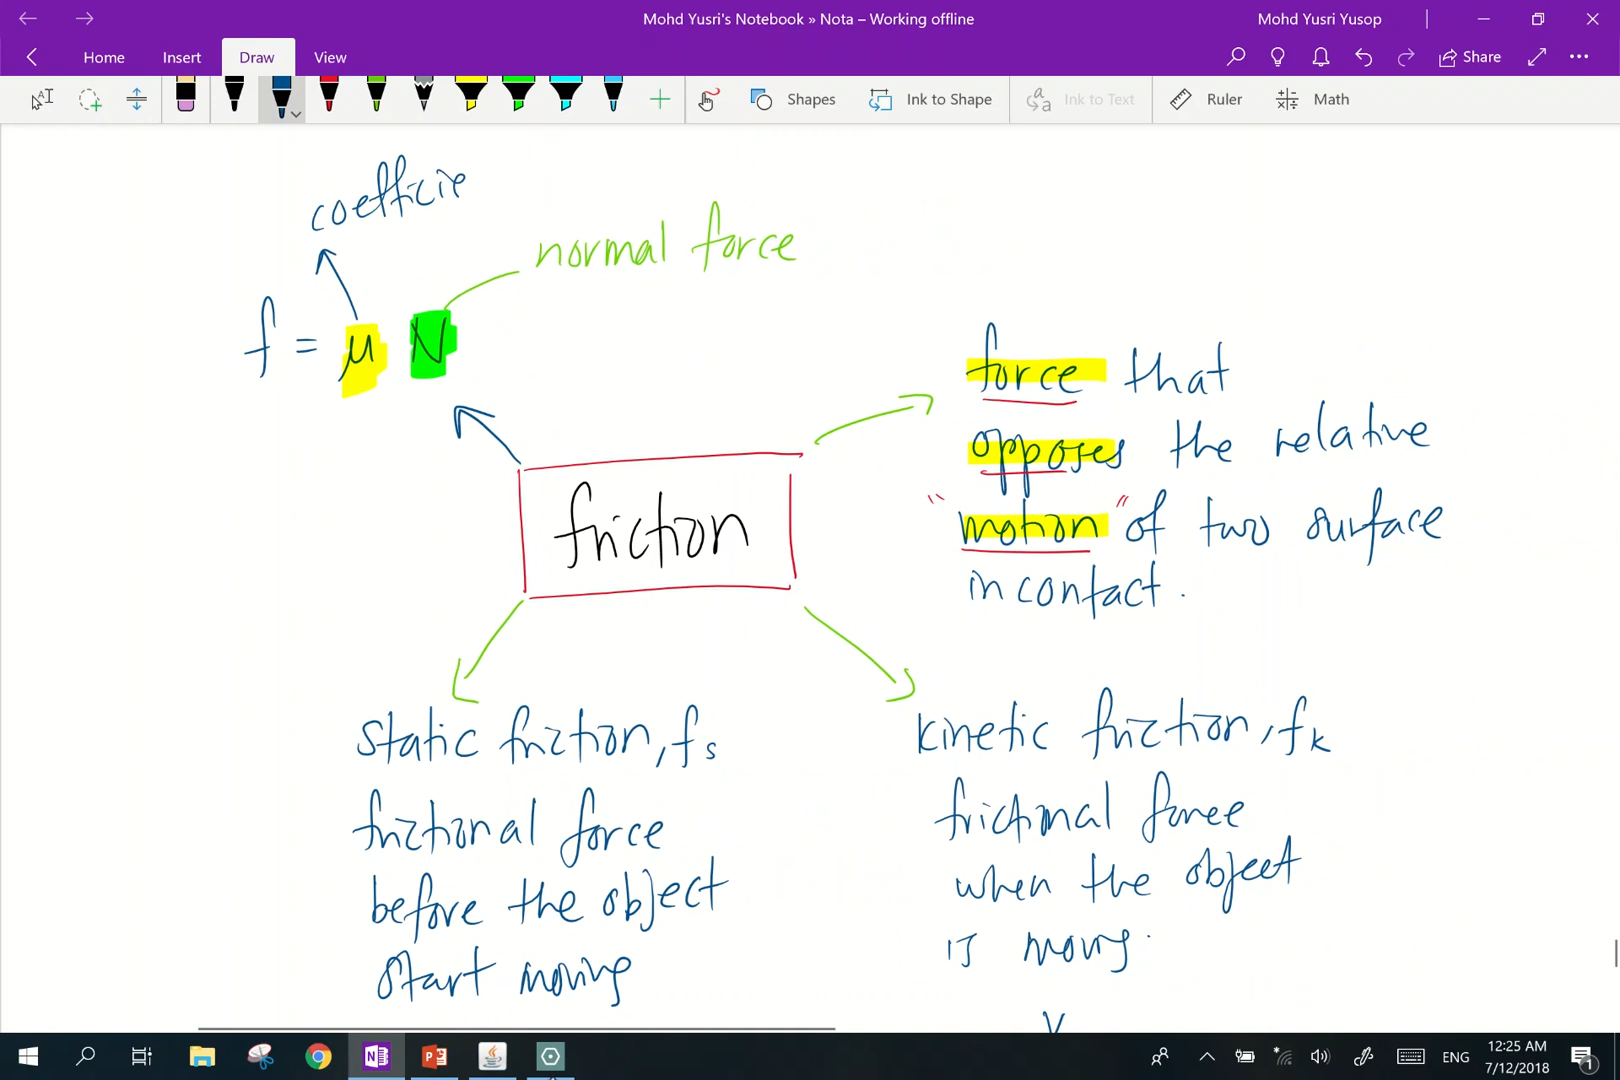 Mohd Yusri's Notebook » Nota – Working offline
Mohd Yusri Yusop
Home Insert Draw View
Share
Shapes
Ink to Shape
Ink to Text
Ruler
Math
coefficie
normal force
f = μ N
force that
opposes the relative
"motion" of two surface
in contact.
friction
static friction, fs
frictional force
before the object
start moving
kinetic friction, fk
frictional force
when the object
is moving.
ENG
12:25 AM
7/12/2018
1